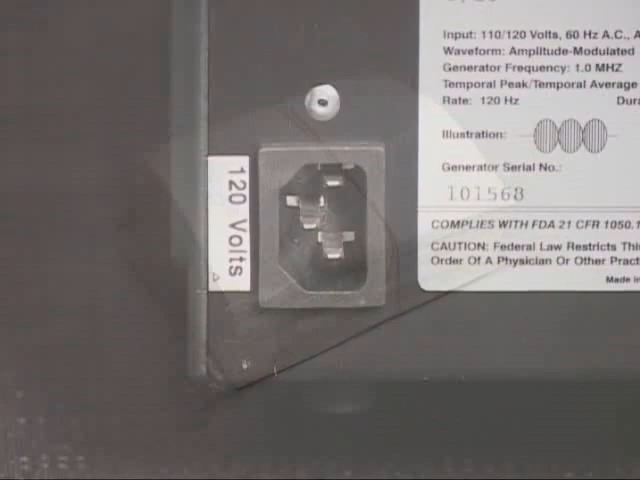 120 Volts
Input: 110/120 Volts, 60 Hz A.C.,
Waveform: Amplitude-Modulated
Generator Frequency: 1.0 MHZ
Temporal Peak/Temporal Average
Rate: 120 Hz
Illustration:
Generator Serial No.:
101568
COMPLIES WITH FDA 21 CFR 1050.1
CAUTION: Federal Law Restricts
Order Of A Physician Or Other
Made in